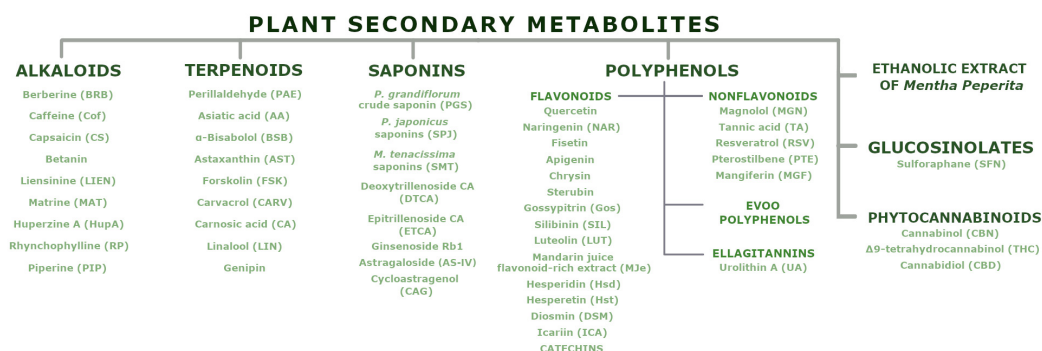 PLANT SECONDARY METABOLITES
ALKALOIDS
Berberine (BRB)
Caffeine (Cof)
Capsaicin (CS)
Betanin
Liensinine (LIEN)
Matrine (MAT)
Huperzine A (HupA)
Rhynchophylline (RP)
Piperine (PIP)
TERPENOIDS
Perillaldehyde (PAE)
Asiatic acid (AA)
α-Bisabolol (BSB)
Astaxanthin (AST)
Forskolin (FSK)
Carvacrol (CARV)
Carnosic acid (CA)
Linalool (LIN)
Genipin
SAPONINS
P. grandiflorum
crude saponin (PGS)
P. japonicus
saponins (SPJ)
M. tenacissima
saponins (SMT)
Deoxytrillenoside CA
(DTCA)
Epitrillenoside CA
(ETCA)
Ginsenoside Rb1
Astragaloside (AS-IV)
Cycloastragenol
(CAG)
POLYPHENOLS
FLAVONOIDS
Quercetin
Naringenin (NAR)
Fisetin
Apigenin
Chrysin
Sterubin
Gossypitrin (Gos)
Silibinin (SIL)
Luteolin (LUT)
Mandarin juice
flavonoid-rich extract (MJe)
Hesperidin (Hsd)
Hesperetin (Hst)
Diosmin (DSM)
Icariin (ICA)
CATECHINS
NONFLAVONOIDS
Magnolol (MGN)
Tannic acid (TA)
Resveratrol (RSV)
Pterostilbene (PTE)
Mangiferin (MGF)
EVOO
POLYPHENOLS
ELLAGITANNINS
Urolithin A (UA)
ETHANOLIC EXTRACT
OF Mentha Peperita
GLUCOSINOLATES
Sulforaphane (SFN)
PHYTOCANNABINOIDS
Cannabinol (CBN)
Δ9-tetrahydrocannabinol (THC)
Cannabidiol (CBD)